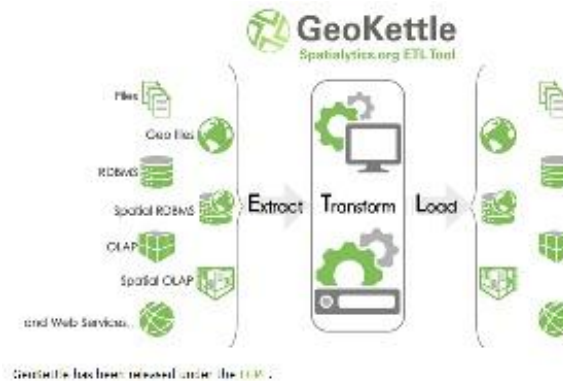 GeoKettle
Spatialytics.org ETL Tool
Files
Geo files
RDBMS
Spatial RDBMS
OLAP
Spatial OLAP
and Web Services...
Extract
Transform
Load
GeoKettle has been released under the